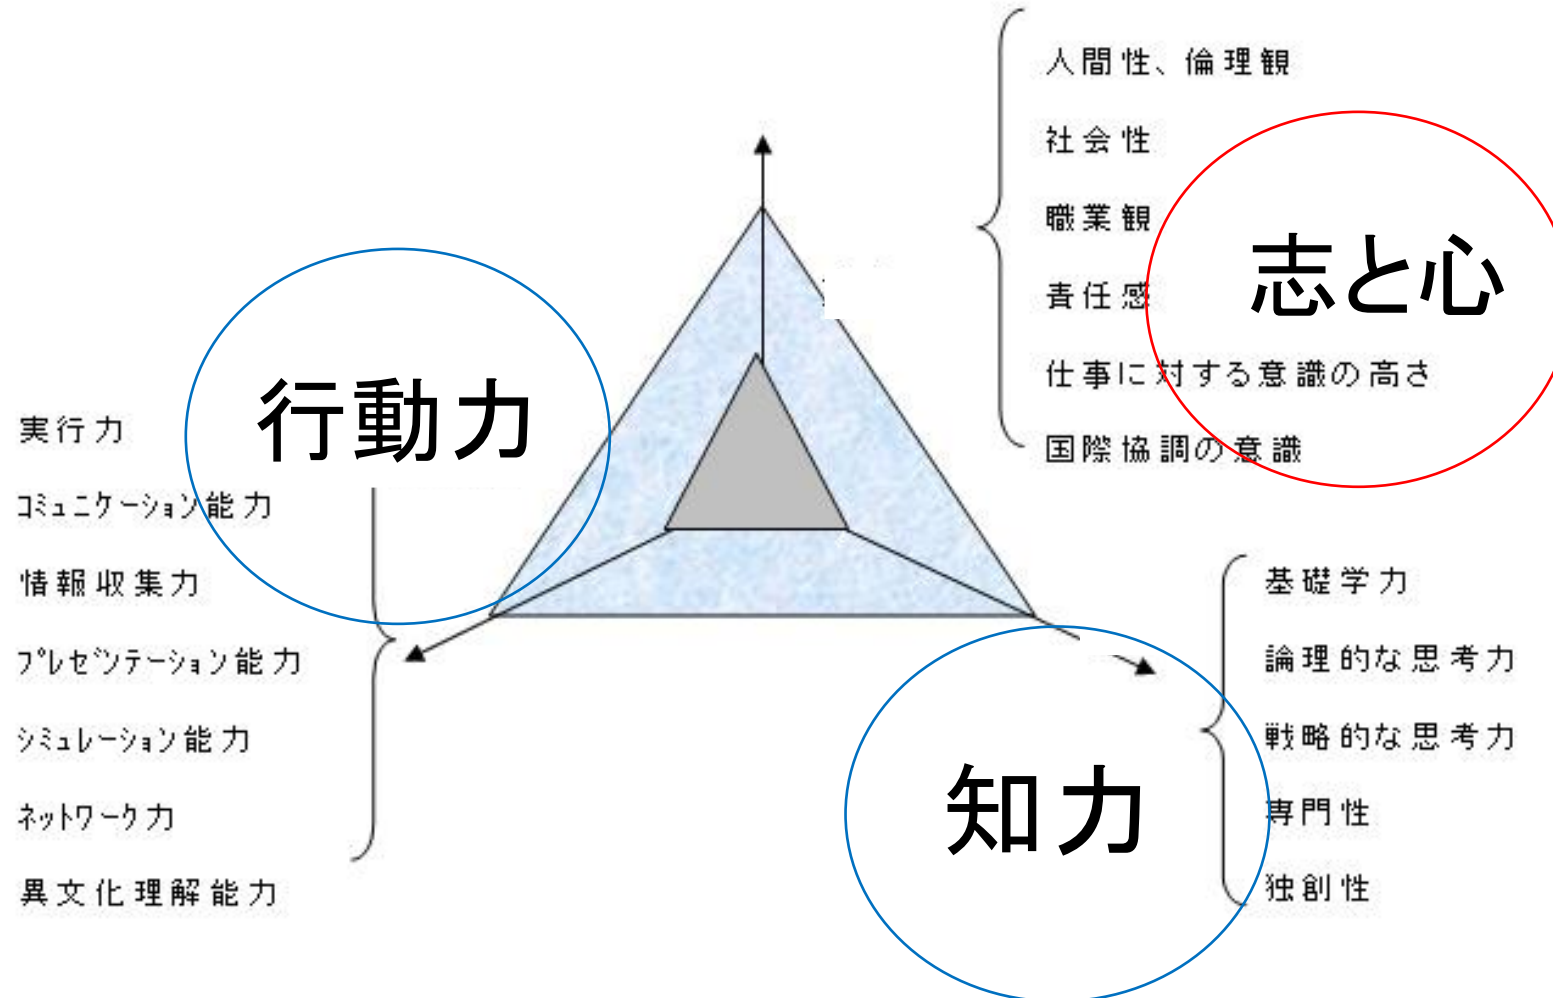 人間性、倫理観
社会性
職業観
責任感
仕事に対する意識の高さ
国際協調の意識
志と心
行動力
実行力
コミュニケーション能力
情報収集力
プレゼンテーション能力
シミュレーション能力
ネットワーク力
異文化理解能力
知力
基礎学力
論理的な思考力
戦略的な思考力
専門性
独創性